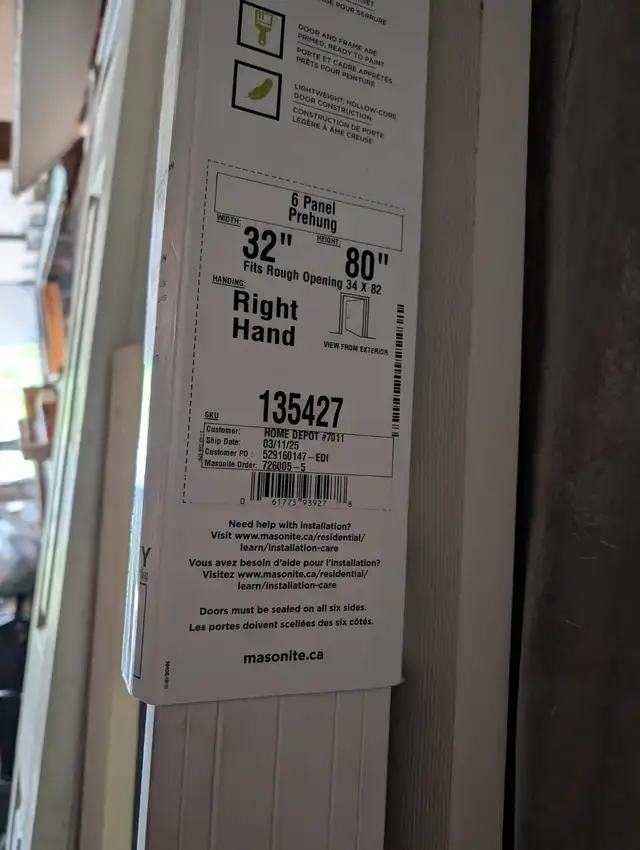 POUR SERRURE
DOOR AND FRAME ARE
PRIMED, READY TO PAINT
PORTE ET CADRE APPRÊTÉS
PRÊTS POUR PEINTURE
LIGHTWEIGHT, HOLLOW-CORE
DOOR CONSTRUCTION
CONSTRUCTION DE PORTE
LÉGÈRE À ÂME CREUSE
6 Panel
Prehung
WIDTH:
32"
HEIGHT:
80"
Fits Rough Opening 34 X 82
HANDING:
Right
Hand
VIEW FROM EXTERIOR
SKU
135427
Customer: HOME DEPOT #7011
Ship Date: 03/11/25
Customer PO : 529160147-EDI
Masonite Order: 726005-5
0 61775 93927 8
Need help with installation?
Visit www.masonite.ca/residential/
learn/installation-care
Vous avez besoin d'aide pour l'installation?
Visitez www.masonite.ca/residential/
learn/installation-care
Doors must be sealed on all six sides.
Les portes doivent scellées des six côtés.
masonite.ca